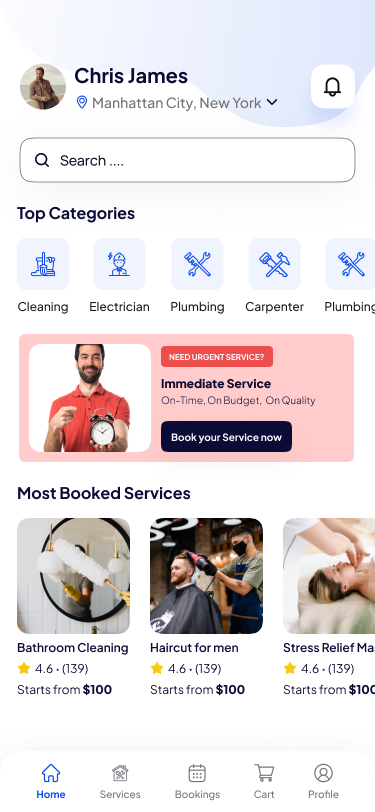 Chris James
Manhattan City, New York
Search ....
Top Categories
Cleaning Electrician Plumbing Carpenter Plumbing
NEED URGENT SERVICE?
Immediate Service
On-Time, On Budget, On Quality
Book your Service now
Most Booked Services
Bathroom Cleaning Haircut for men Stress Relief Ma
4.6 • (139) 4.6 • (139) 4.6 • (139)
Starts from $100 Starts from $100 Starts from $100
Home Services Bookings Cart Profile